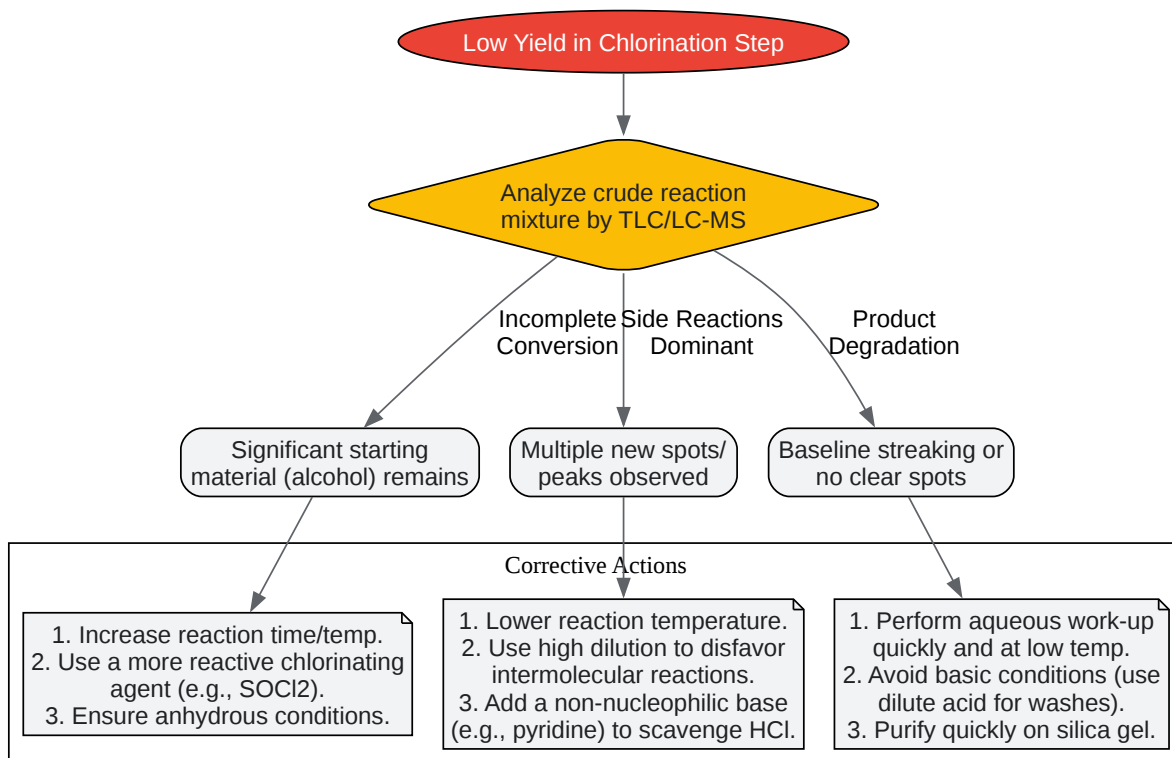 Low Yield in Chlorination Step
Analyze crude reaction
mixture by TLC/LC-MS
Incomplete
Conversion
Side Reactions
Dominant
Product
Degradation
Significant starting
material (alcohol) remains
Multiple new spots/
peaks observed
Baseline streaking or
no clear spots
Corrective Actions
1. Increase reaction time/temp.
2. Use a more reactive chlorinating
agent (e.g., SOCl2).
3. Ensure anhydrous conditions.
1. Lower reaction temperature.
2. Use high dilution to disfavor
intermolecular reactions.
3. Add a non-nucleophilic base
(e.g., pyridine) to scavenge HCl.
1. Perform aqueous work-up
quickly and at low temp.
2. Avoid basic conditions (use
dilute acid for washes).
3. Purify quickly on silica gel.